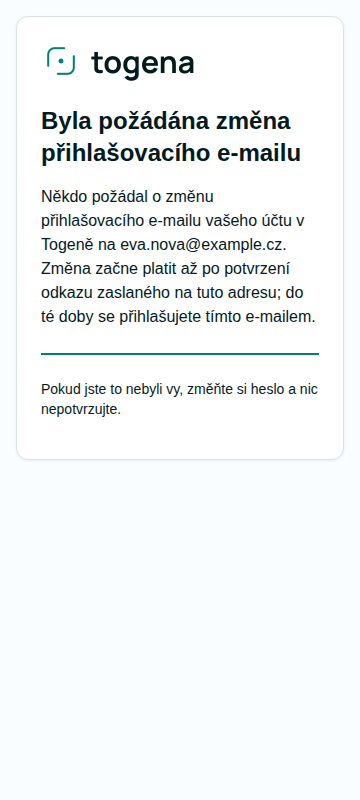 togena
Byla požádána změna
přihlašovacího e-mailu
Někdo požádal o změnu
přihlašovacího e-mailu vašeho účtu v
Togeně na eva.nova@example.cz.
Změna začne platit až po potvrzení
odkazu zaslaného na tuto adresu; do
té doby se přihlašujete tímto e-mailem.
Pokud jste to nebyli vy, změňte si heslo a nic
nepotvrzujte.